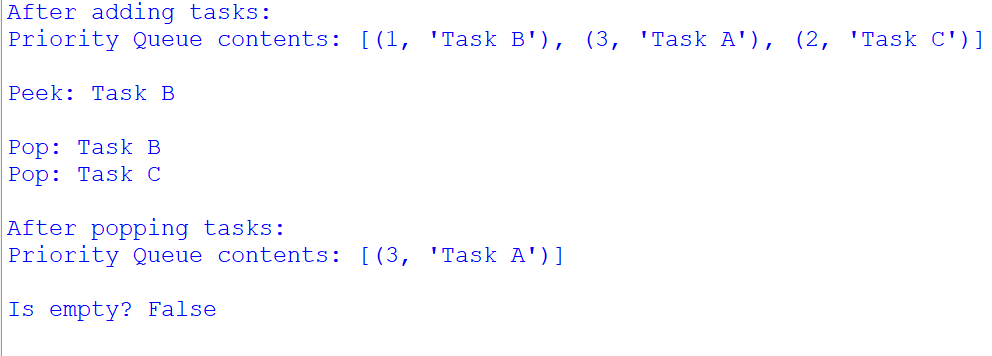 After adding tasks:
Priority Queue contents: [(1, 'Task B'), (3, 'Task A'), (2, 'Task C')]
Peek: Task B
Pop: Task B
Pop: Task C
After popping tasks:
Priority Queue contents: [(3, 'Task A')]
Is empty? False